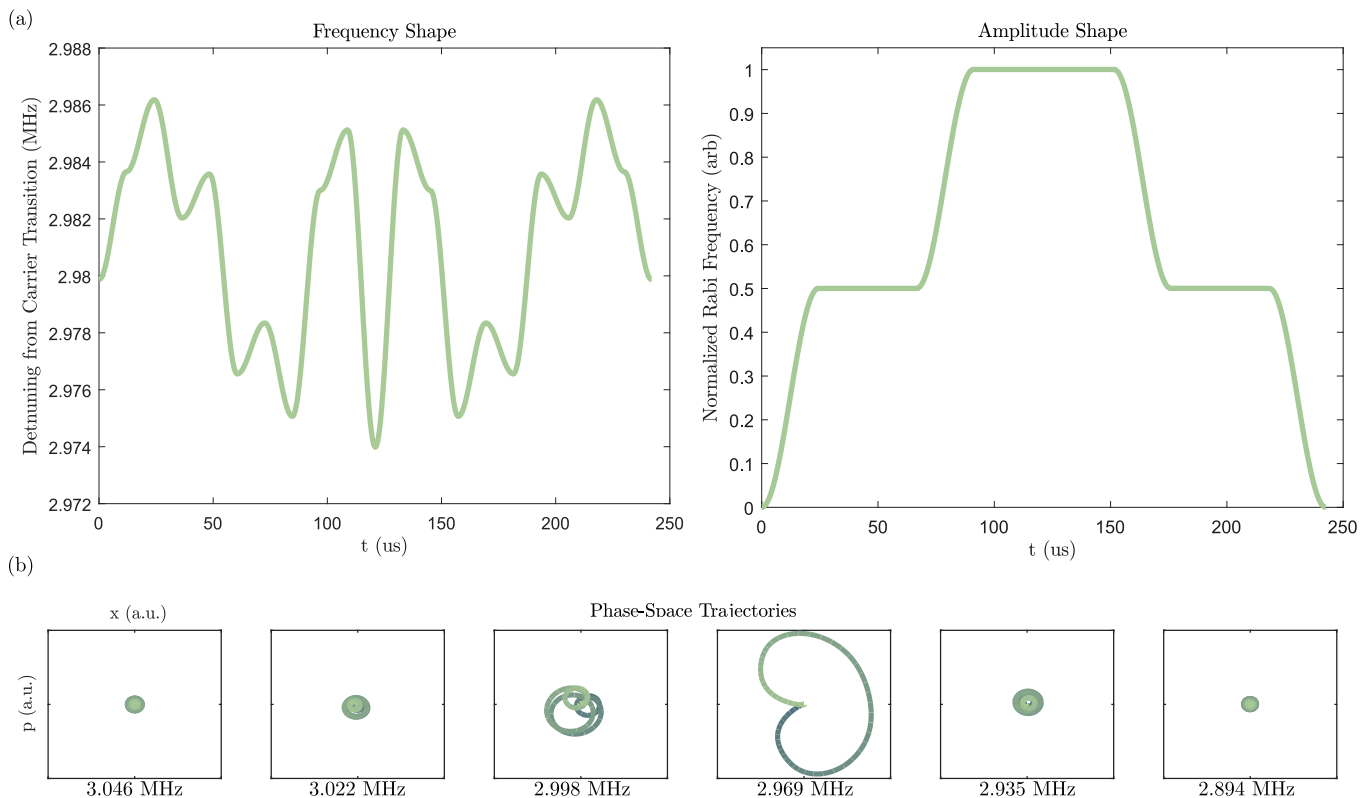 (a)
Frequency Shape
Detnuning from Carrier Transition (MHz)
2.988
2.986
2.984
2.982
2.98
2.978
2.976
2.974
2.972
0
50
100
150
200
250
t (us)
Amplitude Shape
Normalized Rabi Frequency (arb)
1
0.9
0.8
0.7
0.6
0.5
0.4
0.3
0.2
0.1
0
0
50
100
150
200
250
t (us)
(b)
x (a.u.)
Phase-Space Trajectories
p (a.u.)
3.046 MHz
3.022 MHz
2.998 MHz
2.969 MHz
2.935 MHz
2.894 MHz